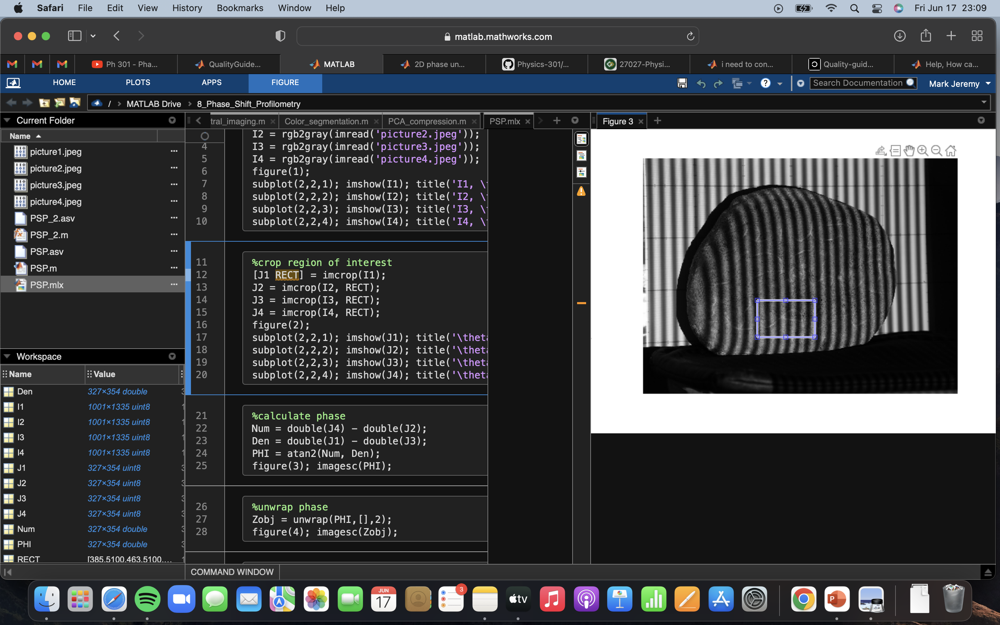 Safari File Edit View History Bookmarks Window Help Fri Jun 17 23:09
matlab.mathworks.com
Ph 301 - Pha... QualityGuide... MATLAB 2D phase un... Physics-301/... 27027-Physi... i need to con... Quality-guid... Help, How ca...
HOME PLOTS APPS FIGURE Search Documentation Mark Jeremy
/ > MATLAB Drive > 8_Phase_Shift_Profilometry
Current Folder
Name
picture1.jpeg
picture2.jpeg
picture3.jpeg
picture4.jpeg
PSP_2.asv
PSP_2.m
PSP.asv
PSP.m
PSP.mlx
Workspace
Name Value
Den 327×354 double
I1 1001×1335 uint8
I2 1001×1335 uint8
I3 1001×1335 uint8
I4 1001×1335 uint8
J1 327×354 uint8
J2 327×354 uint8
J3 327×354 uint8
J4 327×354 uint8
Num 327×354 double
PHI 327×354 double
RECT [385.5100,463.5100,...
tral_imaging.m Color_segmentation.m PCA_compression.m PSP.mlx
I2 = rgb2gray(imread('picture2.jpeg'));
4 I3 = rgb2gray(imread('picture3.jpeg'));
5 I4 = rgb2gray(imread('picture4.jpeg'));
6 figure(1);
7 subplot(2,2,1); imshow(I1); title('I1, \
8 subplot(2,2,2); imshow(I2); title('I2, \
9 subplot(2,2,3); imshow(I3); title('I3, \
10 subplot(2,2,4); imshow(I4); title('I4, \
11 %crop region of interest
12 [J1 RECT] = imcrop(I1);
13 J2 = imcrop(I2, RECT);
14 J3 = imcrop(I3, RECT);
15 J4 = imcrop(I4, RECT);
16 figure(2);
17 subplot(2,2,1); imshow(J1); title('\thet
18 subplot(2,2,2); imshow(J2); title('\thet
19 subplot(2,2,3); imshow(J3); title('\thet
20 subplot(2,2,4); imshow(J4); title('\thet
21 %calculate phase
22 Num = double(J4) - double(J2);
23 Den = double(J1) - double(J3);
24 PHI = atan2(Num, Den);
25 figure(3); imagesc(PHI);
26 %unwrap phase
27 Zobj = unwrap(PHI,[],2);
28 figure(4); imagesc(Zobj);
COMMAND WINDOW
Figure 3
3
JUN
17
tv
P